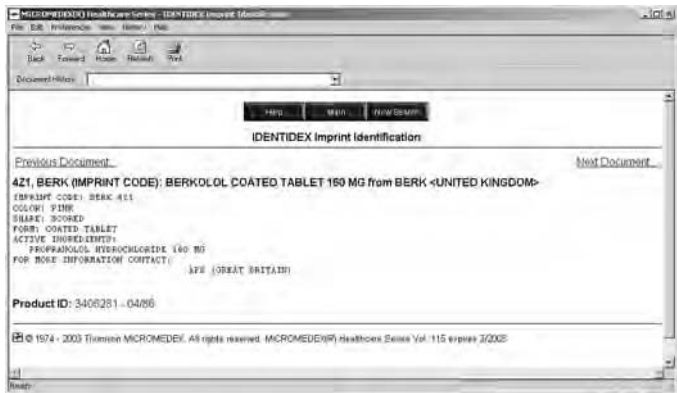 MICROMEDEX(R) Healthcare Series - IDENTIDEX Imprint Identification
File Edit Preferences View History Help
Back Forward Home Refresh Print
Document History
Help Main New Search
IDENTIDEX Imprint Identification
Previous Document Next Document
4Z1, BERK (IMPRINT CODE): BERKOLOL COATED TABLET 160 MG from BERK <UNITED KINGDOM>
IMPRINT CODE: BERK 4Z1
COLOR: PINK
SHAPE: SCORED
FORM: COATED TABLET
ACTIVE INGREDIENTS:
PROPRANOLOL HYDROCHLORIDE 160 MG
FOR MORE INFORMATION CONTACT:
APS (GREAT BRITAIN)
Product ID: 3406281 - 04/86
© 1974 - 2003 Thomson MICROMEDEX. All rights reserved. MICROMEDEX(R) Healthcare Series Vol. 115 expires 3/2003
Ready